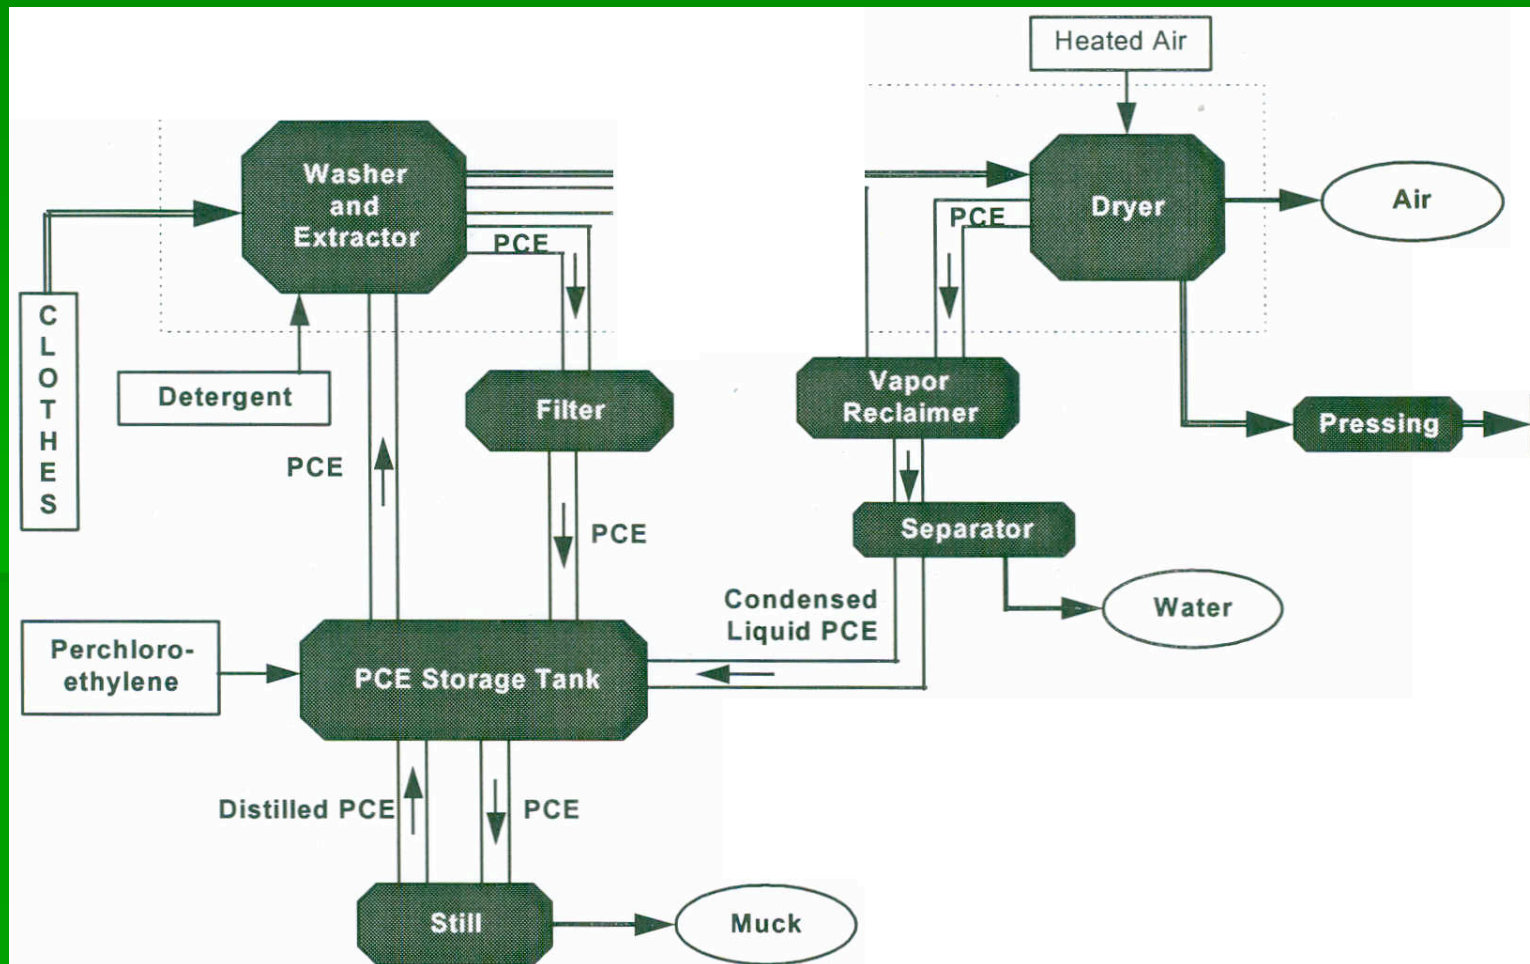 Heated Air
Washer
and
Extractor
PCE
Dryer
PCE
Air
CLOTHES
Detergent
Filter
Vapor
Reclaimer
Pressing
PCE
PCE
Separator
Condensed
Liquid PCE
Water
Perchloro-
ethylene
PCE Storage Tank
Distilled PCE
PCE
Still
Muck